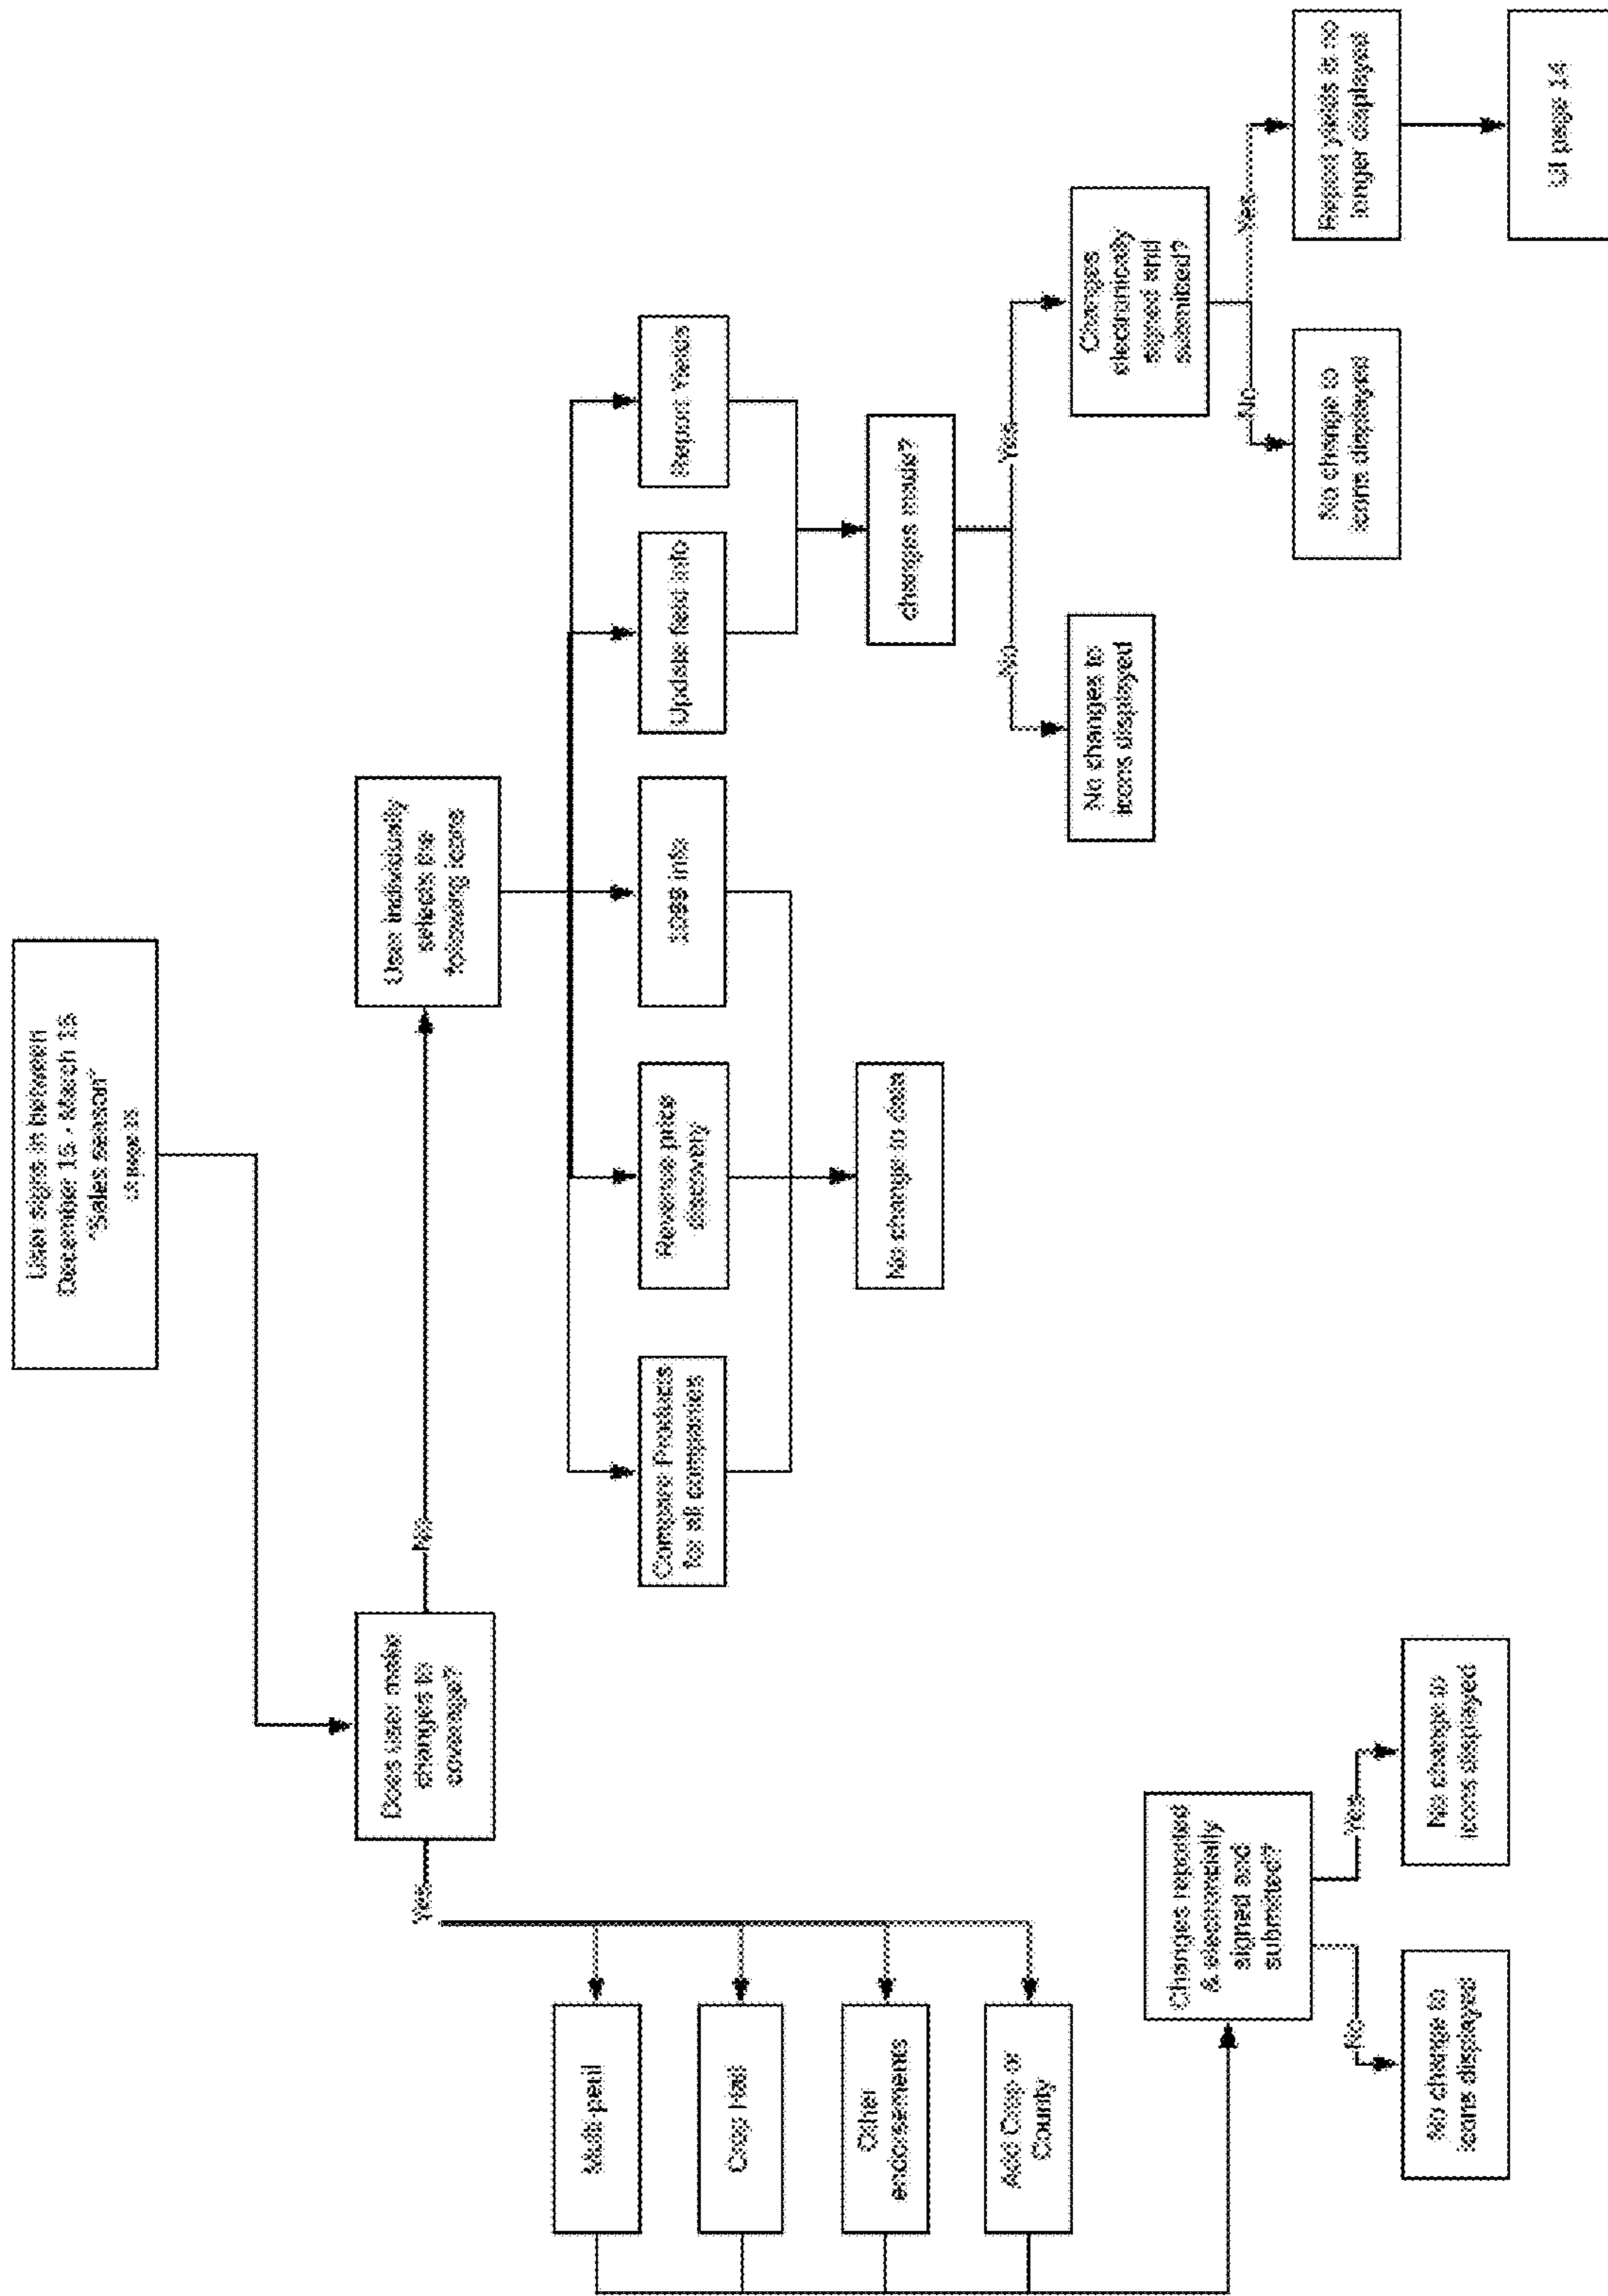 User signs in between
December 15 - March 15
"Sales season"
Does user make
changes to
coverage?
Yes
No
User individually
selects the
following icons
Multi-peril
Crop Hail
Other
endorsements
Add Crop or
County
Compare Products
for all companies
Reverse price
discovery
Loss info
Update field info
Report Yields
No change to data
changes made?
No
Yes
No changes to
icons displayed
Changes
electronically
signed and
submitted?
No
Yes
No change to
icons displayed
Report yields is no
longer displayed
UI page 14
Changes reported
& electronically
signed and
submitted?
No
Yes
No change to
icons displayed
No change to
icons displayed